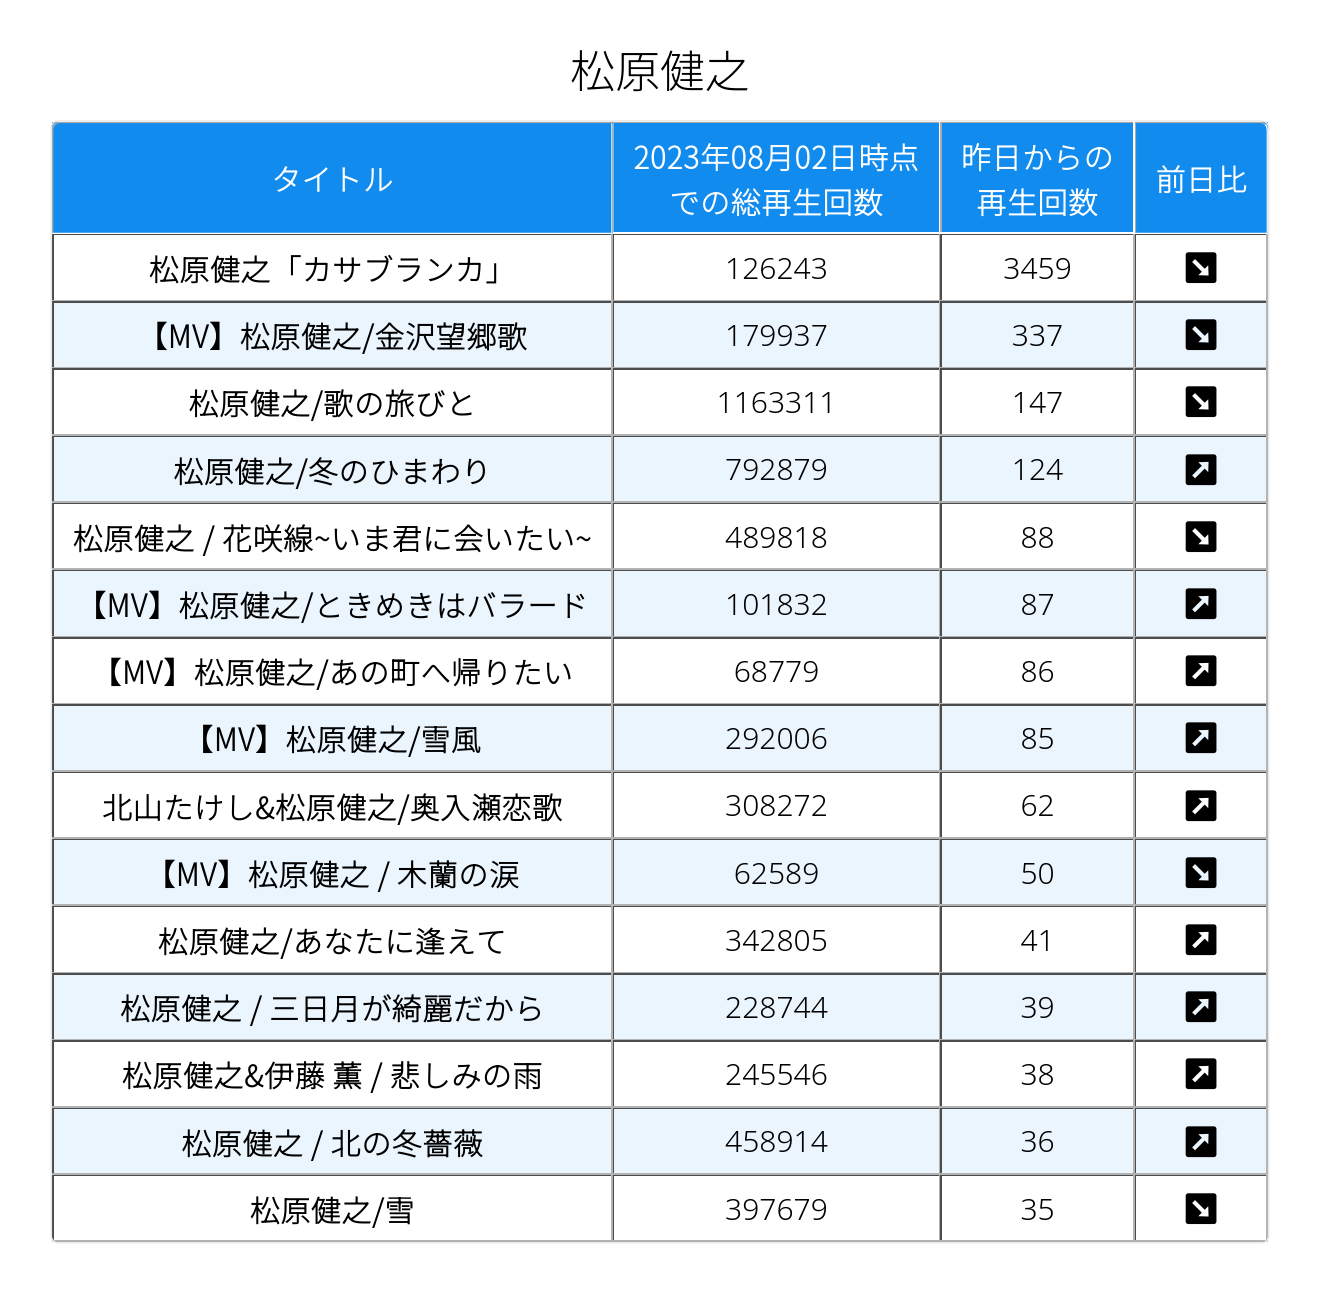 松原健之
タイトル
2023年08月02日時点
での総再生回数
昨日からの
再生回数
前日比
松原健之「カサブランカ」 126243 3459
【MV】松原健之/金沢望郷歌 179937 337
松原健之/歌の旅びと 1163311 147
松原健之/冬のひまわり 792879 124
松原健之 / 花咲線~いま君に会いたい~ 489818 88
【MV】松原健之/ときめきはバラード 101832 87
【MV】松原健之/あの町へ帰りたい 68779 86
【MV】松原健之/雪風 292006 85
北山たけし&松原健之/奥入瀬恋歌 308272 62
【MV】松原健之 / 木蘭の涙 62589 50
松原健之/あなたに逢えて 342805 41
松原健之 / 三日月が綺麗だから 228744 39
松原健之&伊藤 薫 / 悲しみの雨 245546 38
松原健之 / 北の冬薔薇 458914 36
松原健之/雪 397679 35